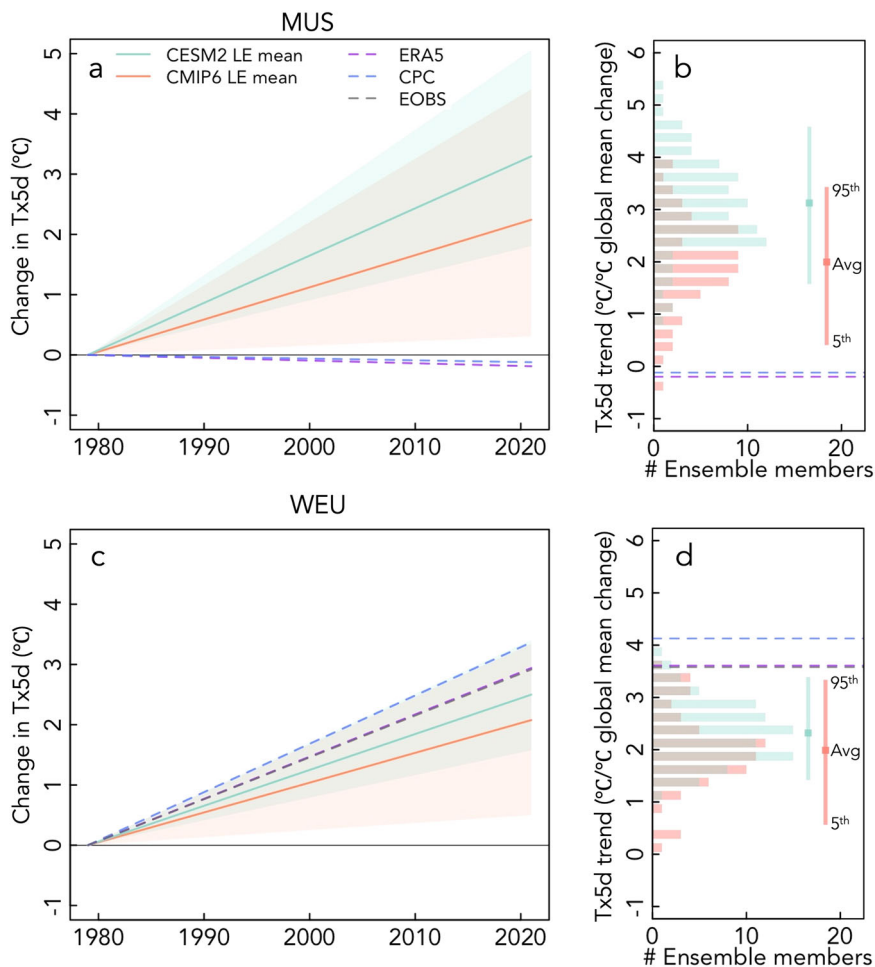 MUS
a
CESM2 LE mean
CMIP6 LE mean
ERA5
CPC
EOBS
Change in Tx5d (°C)
5
4
3
2
1
0
-1
1980
1990
2000
2010
2020
b
Tx5d trend (°C/°C global mean change)
6
5
4
3
2
1
0
-1
95th
Avg
5th
0
10
20
# Ensemble members
WEU
c
Change in Tx5d (°C)
5
4
3
2
1
0
-1
1980
1990
2000
2010
2020
d
Tx5d trend (°C/°C global mean change)
6
5
4
3
2
1
0
-1
95th
Avg
5th
0
10
20
# Ensemble members